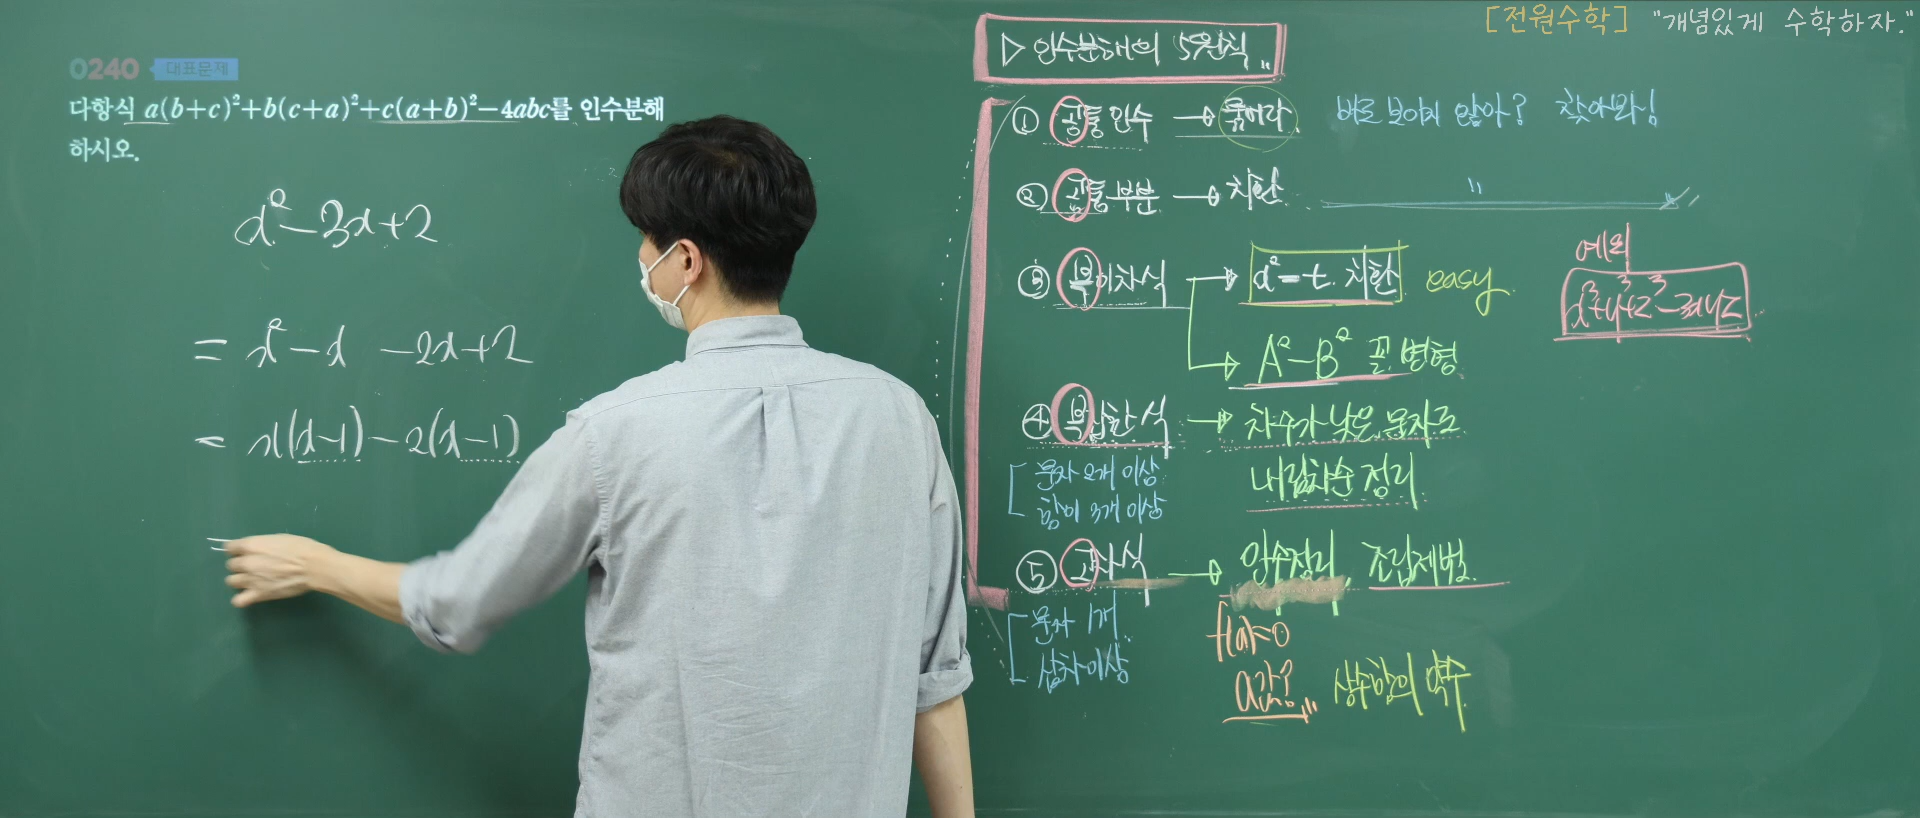 [전원수학] "개념있게 수학하자."
0240 대표문제
다항식 a(b+c)²+b(c+a)²+c(a+b)²−4abc를 인수분해
하시오.
x²−3x+2
= x²−x −2x+2
= x(x−1)−2(x−1)
=
▷ 인수분해의 5원칙
① 공통인수 → 묶어라. 바로 보이지 않아? 찾아봐!
② 공통부분 → 치환 〃
③ 복이차식 → x²=t. 치환 easy.
예외
x³+y³+z³−3xyz
→ A²−B² 꼴 변형
④ 복잡한 식 → 차수가 낮은 문자로
내림차순 정리
문자 2개 이상
항이 3개 이상
⑤ 고차식 → 인수정리, 조립제법.
문자 1개
삼차이상
f(a)=0
a값? 상수항의 약수